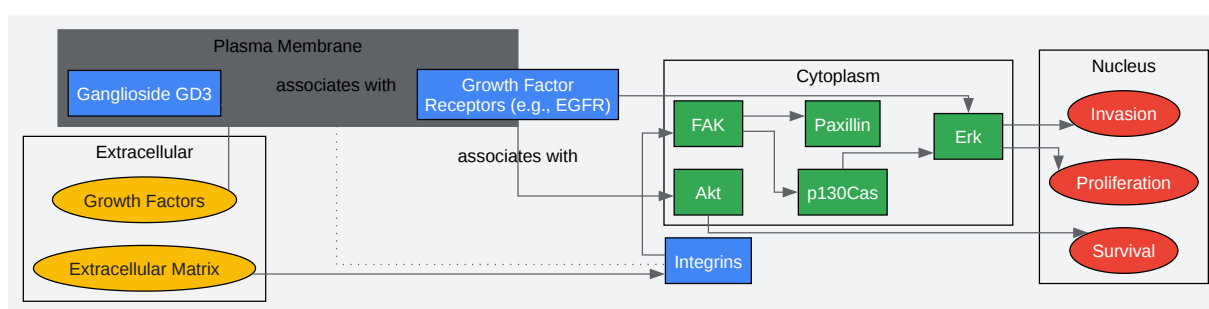 Plasma Membrane
Ganglioside GD3
associates with
Growth Factor
Receptors (e.g., EGFR)
associates with
Extracellular
Growth Factors
Extracellular Matrix
Cytoplasm
FAK
Paxillin
Erk
Akt
p130Cas
Integrins
Nucleus
Invasion
Proliferation
Survival